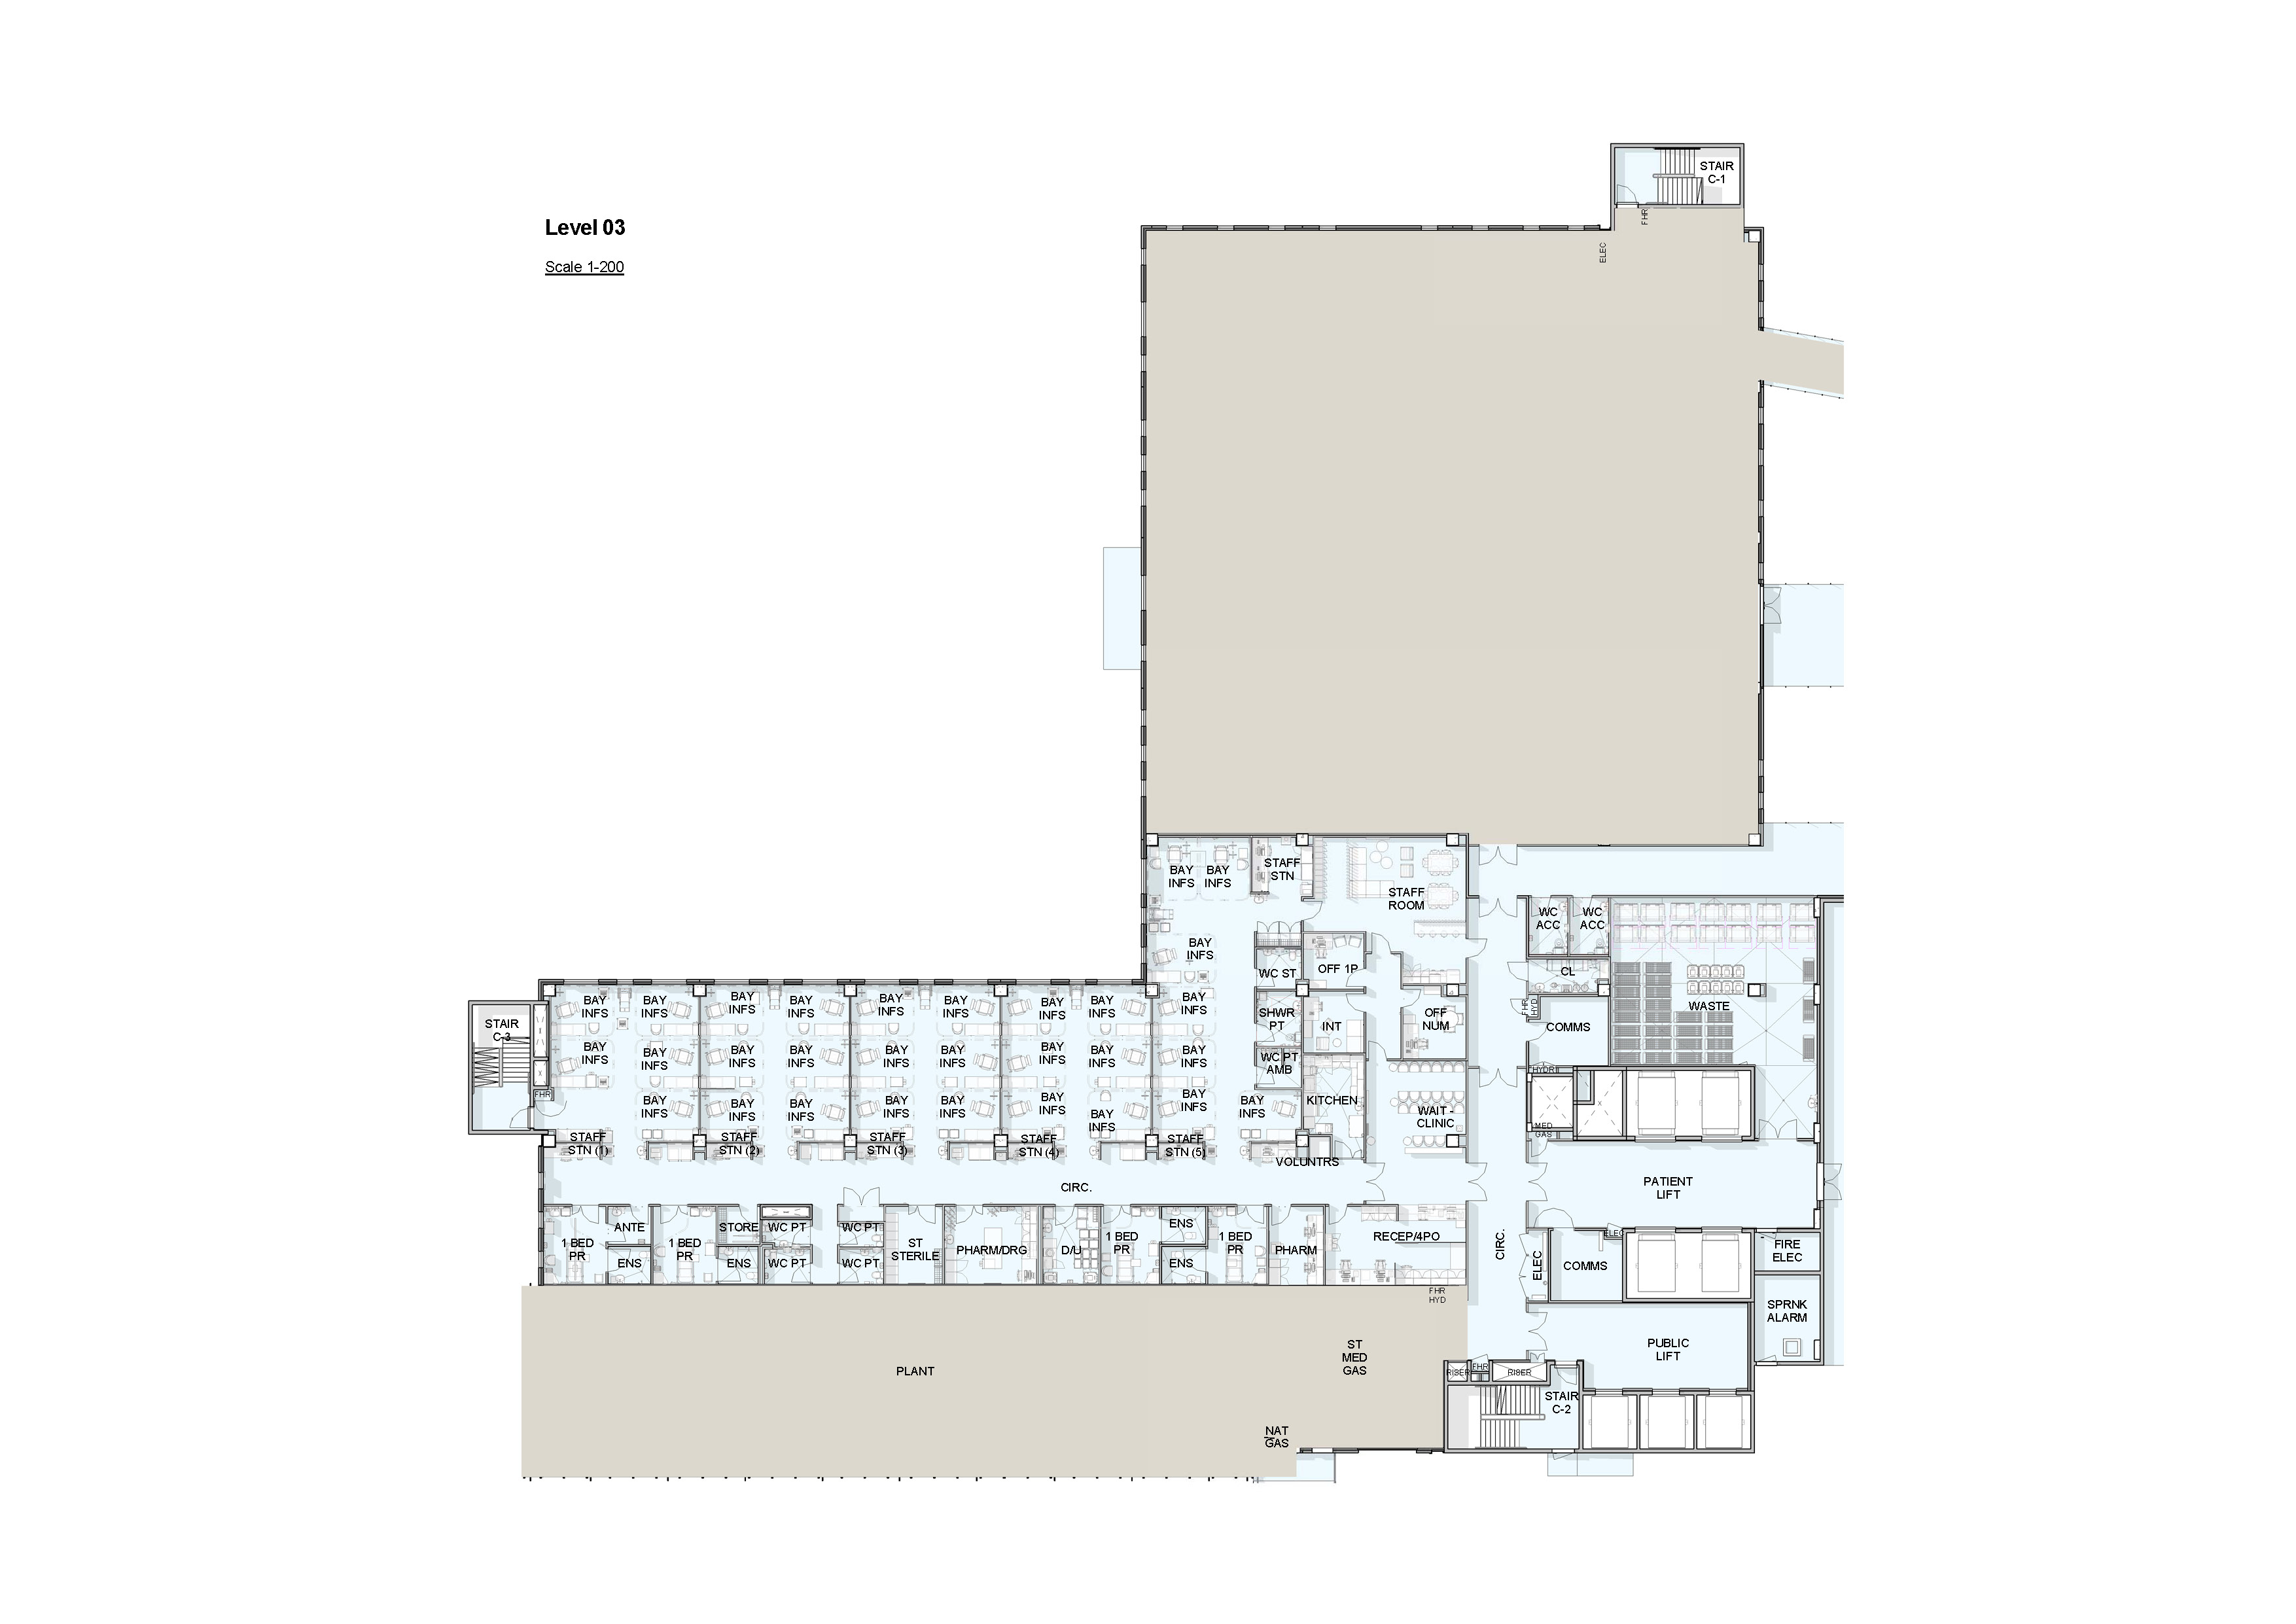 STAIR
C-1
FHR
Level 03
ELEC
Scale 1-200
STAFF
STN
BAY
INFS
BAY
INFS
STAFF
ROOM
WC
ACC
WC
ACC
BAY
INFS
WC ST
OFF 1P
CL
BAY
INFS
BAY
INFS
BAY
INFS
BAY
INFS
BAY
INFS
BAY
INFS
BAY
INFS
BAY
INFS
BAY
INFS
WASTE
FHR
HYD
SHWR
PT
OFF
NUM
STAIR
C-3
INT
COMMS
BAY
INFS
BAY
INFS
BAY
INFS
BAY
INFS
BAY
INFS
BAY
INFS
BAY
INFS
BAY
INFS
BAY
INFS
WC PT
AMB
HYDR
FHR
BAY
INFS
BAY
INFS
BAY
INFS
BAY
INFS
BAY
INFS
BAY
INFS
BAY
INFS
BAY
INFS
BAY
INFS
KITCHEN
WAIT -
CLINIC
MED
GAS
STAFF
STN (1)
STAFF
STN (2)
STAFF
STN (3)
STAFF
STN (4)
STAFF
STN (5)
VOLUNTRS
CIRC.
PATIENT
LIFT
ANTE
STORE
WC PT
WC PT
ENS
1 BED
PR
1 BED
PR
ST
STERILE
PHARM/DRG
D/U
1 BED
PR
1 BED
PR
PHARM
RECEP/4PO
CIRC.
ELEC
FIRE
ELEC
ENS
ENS
WC PT
WC PT
ENS
ELEC
COMMS
FHR
HYD
SPRNK
ALARM
PLANT
ST
MED
GAS
PUBLIC
LIFT
RISER
FHR
RISER
STAIR
C-2
NAT
GAS